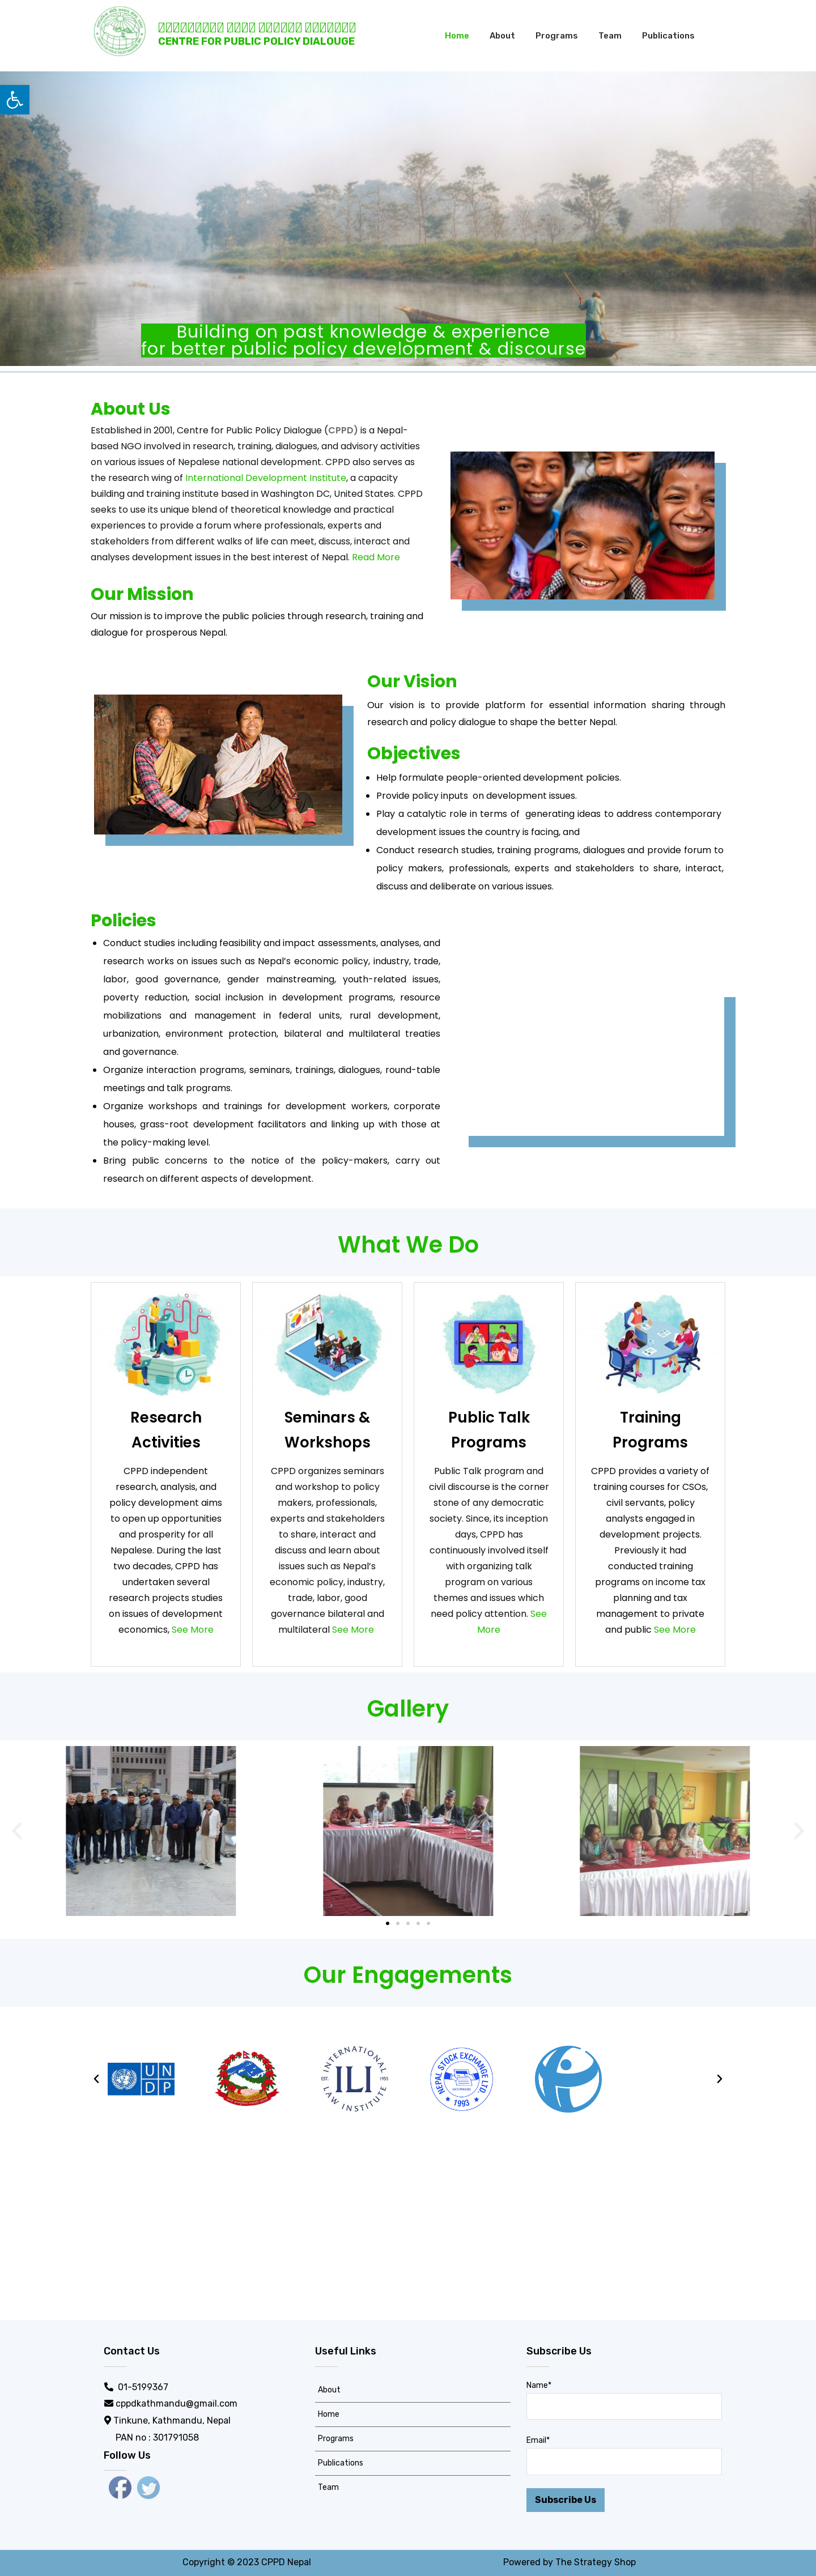 CENTRE FOR PUBLIC POLICY DIALOUGE
Home About Programs Team Publications
Building on past knowledge & experience
for better public policy development & discourse
About Us
Established in 2001, Centre for Public Policy Dialogue (CPPD) is a Nepal-
based NGO involved in research, training, dialogues, and advisory activities
on various issues of Nepalese national development. CPPD also serves as
the research wing of International Development Institute, a capacity
building and training institute based in Washington DC, United States. CPPD
seeks to use its unique blend of theoretical knowledge and practical
experiences to provide a forum where professionals, experts and
stakeholders from different walks of life can meet, discuss, interact and
analyses development issues in the best interest of Nepal. Read More
Our Mission
Our mission is to improve the public policies through research, training and
dialogue for prosperous Nepal.
Our Vision
Our vision is to provide platform for essential information sharing through
research and policy dialogue to shape the better Nepal.
Objectives
Help formulate people-oriented development policies.
Provide policy inputs on development issues.
Play a catalytic role in terms of generating ideas to address contemporary
development issues the country is facing, and
Conduct research studies, training programs, dialogues and provide forum to
policy makers, professionals, experts and stakeholders to share, interact,
discuss and deliberate on various issues.
Policies
Conduct studies including feasibility and impact assessments, analyses, and
research works on issues such as Nepal's economic policy, industry, trade,
labor, good governance, gender mainstreaming, youth-related issues,
poverty reduction, social inclusion in development programs, resource
mobilizations and management in federal units, rural development,
urbanization, environment protection, bilateral and multilateral treaties
and governance.
Organize interaction programs, seminars, trainings, dialogues, round-table
meetings and talk programs.
Organize workshops and trainings for development workers, corporate
houses, grass-root development facilitators and linking up with those at
the policy-making level.
Bring public concerns to the notice of the policy-makers, carry out
research on different aspects of development.
What We Do
Research
Activities
CPPD independent
research, analysis, and
policy development aims
to open up opportunities
and prosperity for all
Nepalese. During the last
two decades, CPPD has
undertaken several
research projects studies
on issues of development
economics, See More
Seminars &
Workshops
CPPD organizes seminars
and workshop to policy
makers, professionals,
experts and stakeholders
to share, interact and
discuss and learn about
issues such as Nepal's
economic policy, industry,
trade, labor, good
governance bilateral and
multilateral See More
Public Talk
Programs
Public Talk program and
civil discourse is the corner
stone of any democratic
society. Since, its inception
days, CPPD has
continuously involved itself
with organizing talk
program on various
themes and issues which
need policy attention. See
More
Training
Programs
CPPD provides a variety of
training courses for CSOs,
civil servants, policy
analysts engaged in
development projects.
Previously it had
conducted training
programs on income tax
planning and tax
management to private
and public See More
Gallery
Our Engagements
UN
DP
INTERNATIONAL
EST. ILI 1955
LAW INSTITUTE
NEPAL STOCK EXCHANGE LTD.
1993
Contact Us
01-5199367
cppdkathmandu@gmail.com
Tinkune, Kathmandu, Nepal
PAN no : 301791058
Follow Us
Useful Links
About
Home
Programs
Publications
Team
Subscribe Us
Name*
Email*
Subscribe Us
Copyright © 2023 CPPD Nepal
Powered by The Strategy Shop